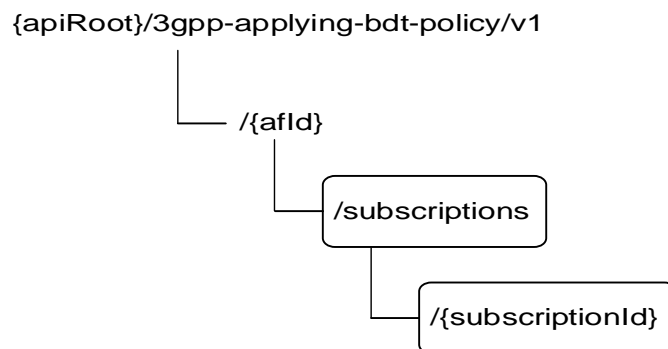 {apiRoot}/3gpp-applying-bdt-policy/v1
/{afId}
/subscriptions
/{subscriptionId}